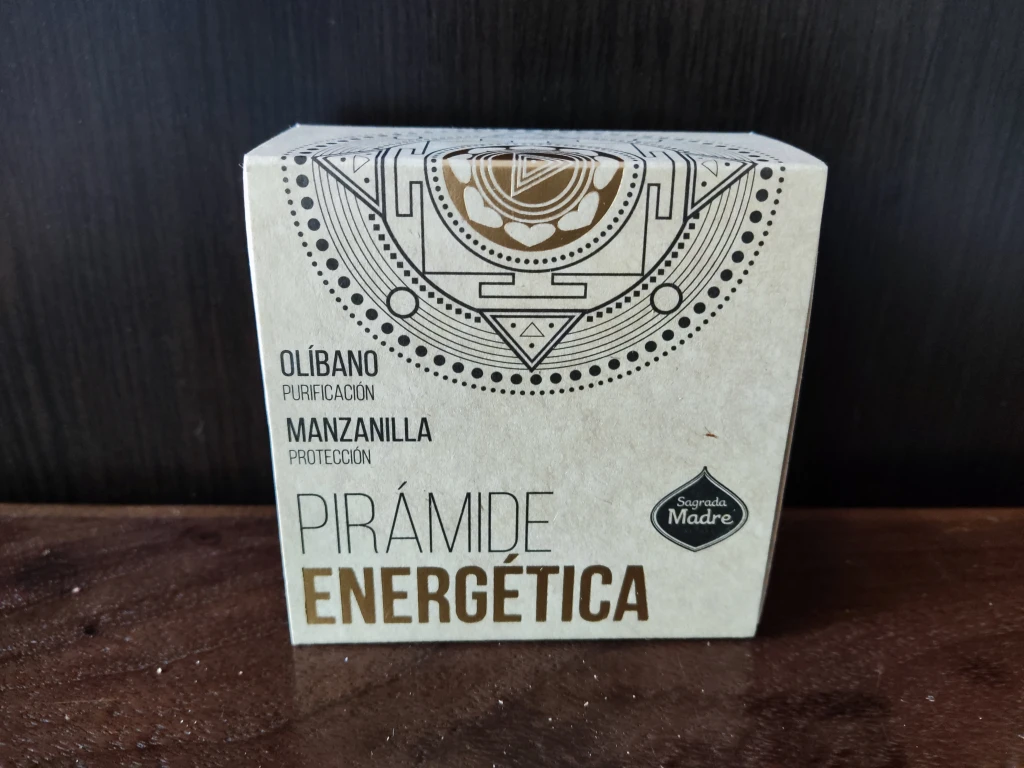 OLÍBANO
PURIFICACIÓN
MANZANILLA
PROTECCIÓN
PIRÁMIDE
ENERGÉTICA
Sagrada
Madre